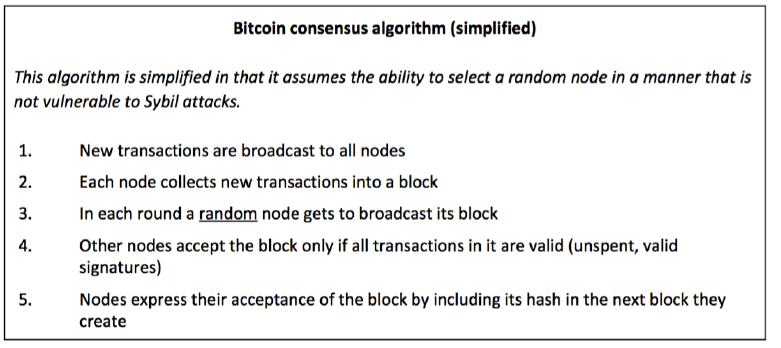 Bitcoin consensus algorithm (simplified)
This algorithm is simplified in that it assumes the ability to select a random node in a manner that is
not vulnerable to Sybil attacks.
1. New transactions are broadcast to all nodes
2. Each node collects new transactions into a block
3. In each round a random node gets to broadcast its block
4. Other nodes accept the block only if all transactions in it are valid (unspent, valid
signatures)
5. Nodes express their acceptance of the block by including its hash in the next block they
create